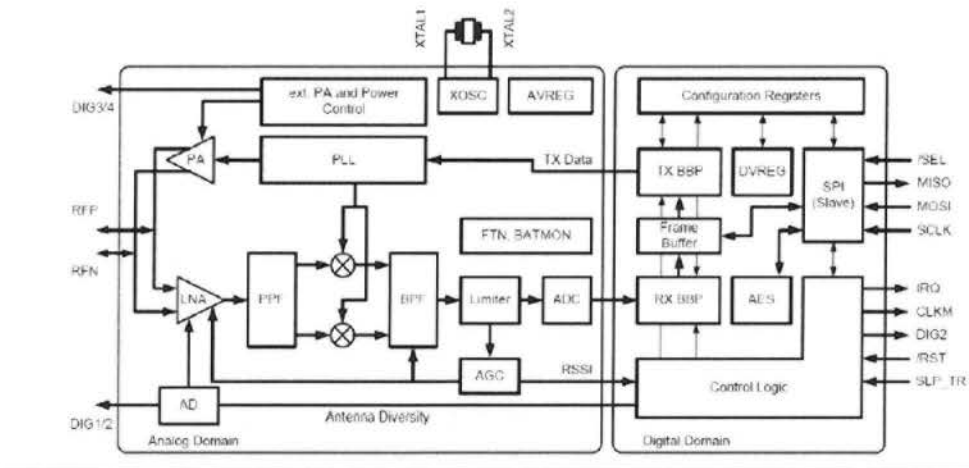 XTAL1
XTAL2
DIG3/4
ext. PA and Power
Control
XOSC
AVREG
Configuration Registers
PA
PLL
TX Data
TX BBP
DVREG
SPI
(Slave)
/SEL
MISO
MOSI
SCLK
RFP
RFN
FTN, BATMON
Frame
Buffer
LNA
PPF
BPF
Limiter
ADC
RX BBP
AES
IRQ
CLKM
DIG2
/RST
SLP_TR
AGC
RSSI
Control Logic
AD
DIG1/2
Antenna Diversity
Analog Domain
Digital Domain